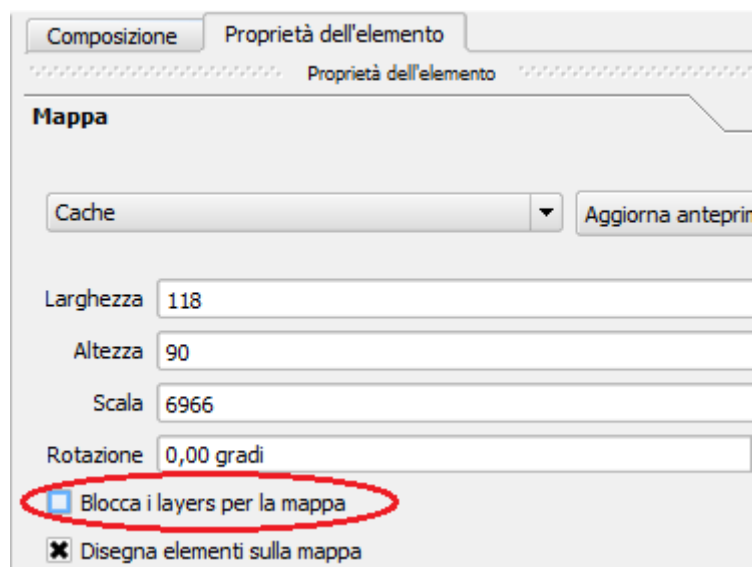 Composizione Proprietà dell'elemento
Proprietà dell'elemento
Mappa
Cache Aggiorna
Larghezza 118
Altezza 90
Scala 6966
Rotazione 0,00 gradi
Blocca i layers per la mappa
Disegna elementi sulla mappa